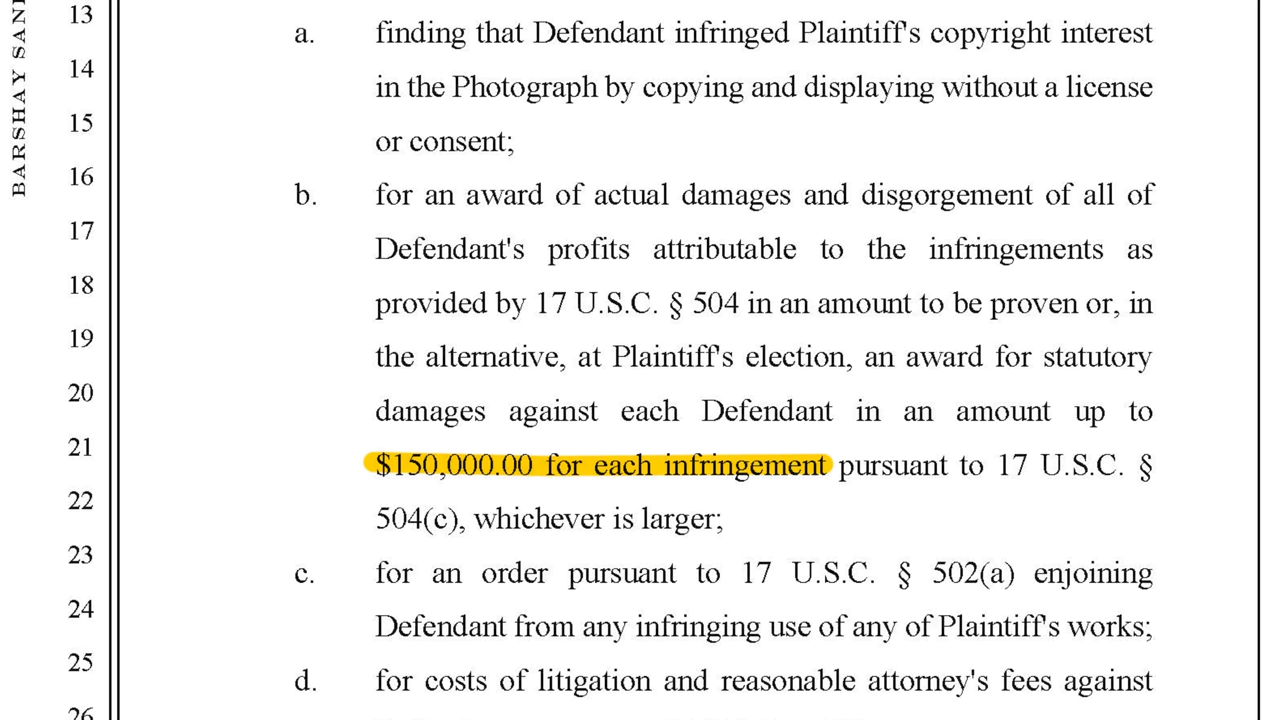 BARSHAY SAN
13
a. finding that Defendant infringed Plaintiff's copyright interest
14
in the Photograph by copying and displaying without a license
15
or consent;
16
b. for an award of actual damages and disgorgement of all of
17
Defendant's profits attributable to the infringements as
18
provided by 17 U.S.C. § 504 in an amount to be proven or, in
19
the alternative, at Plaintiff's election, an award for statutory
20
damages against each Defendant in an amount up to
21
$150,000.00 for each infringement pursuant to 17 U.S.C. §
22
504(c), whichever is larger;
23
c. for an order pursuant to 17 U.S.C. § 502(a) enjoining
24
Defendant from any infringing use of any of Plaintiff's works;
25
d. for costs of litigation and reasonable attorney's fees against
26